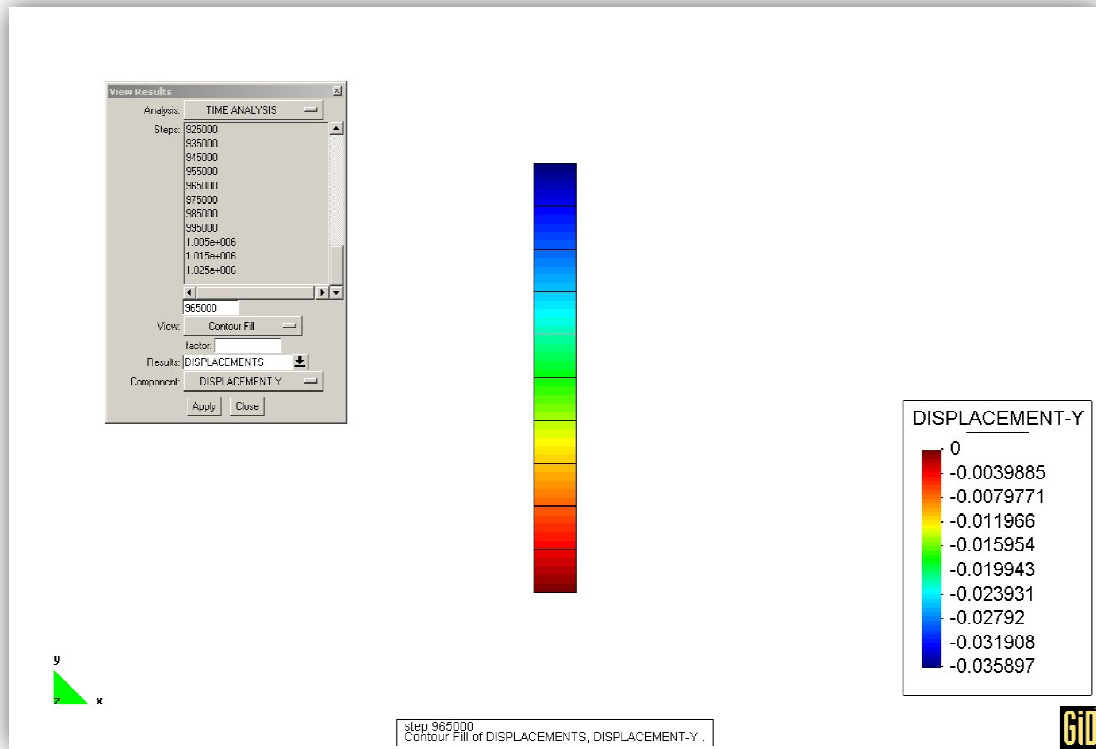 View Results
Analysis: TIME ANALYSIS
Steps: 925000
935000
945000
955000
965000
975000
985000
995000
1.005e+006
1.015e+006
1.025e+006
965000
View: Contour Fill
factor:
Results: DISPLACEMENTS
Component: DISPLACEMENT-Y
Apply Close
DISPLACEMENT-Y
0
-0.0039885
-0.0079771
-0.011966
-0.015954
-0.019943
-0.023931
-0.02792
-0.031908
-0.035897
y
z x
step 965000
Contour Fill of DISPLACEMENTS, DISPLACEMENT-Y .
GiD